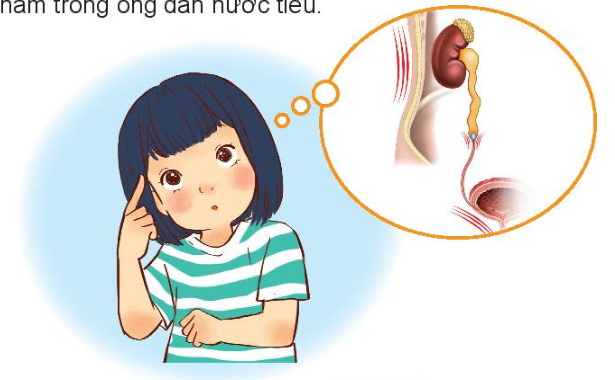 nằm trong ống dẫn nước tiểu.